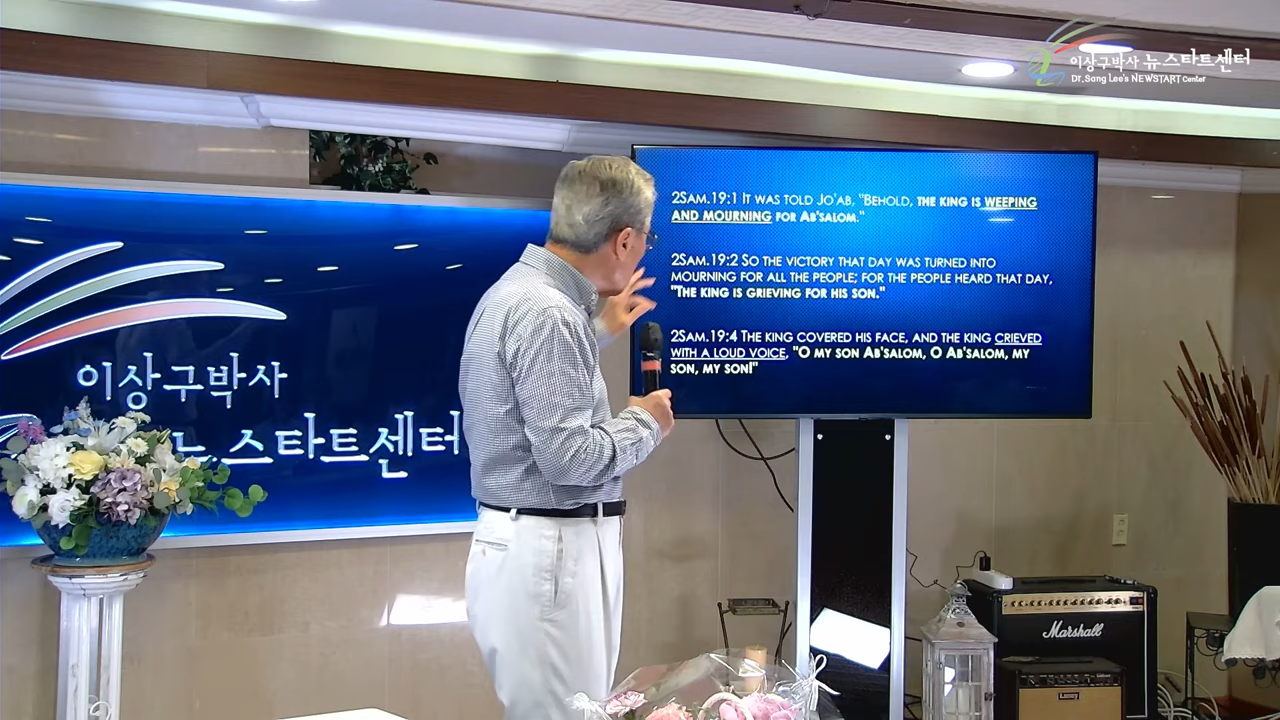 이상구박사 뉴스타트센터
Dr. Sang Lee's NEWSTART Center
2Sam.19:1 It was told Jo'ab, "Behold, the king is weeping
and mourning for Ab'salom."
2Sam.19:2 So the victory that day was turned into
mourning for all the people; for the people heard that day,
"The king is grieving for his son."
2Sam.19:4 The king covered his face, and the king crieved
with a loud voice, "O my son Ab'salom, O Ab'salom, my
son, my son!"
이상구박사
뉴스타트센터
Marshall
Laney